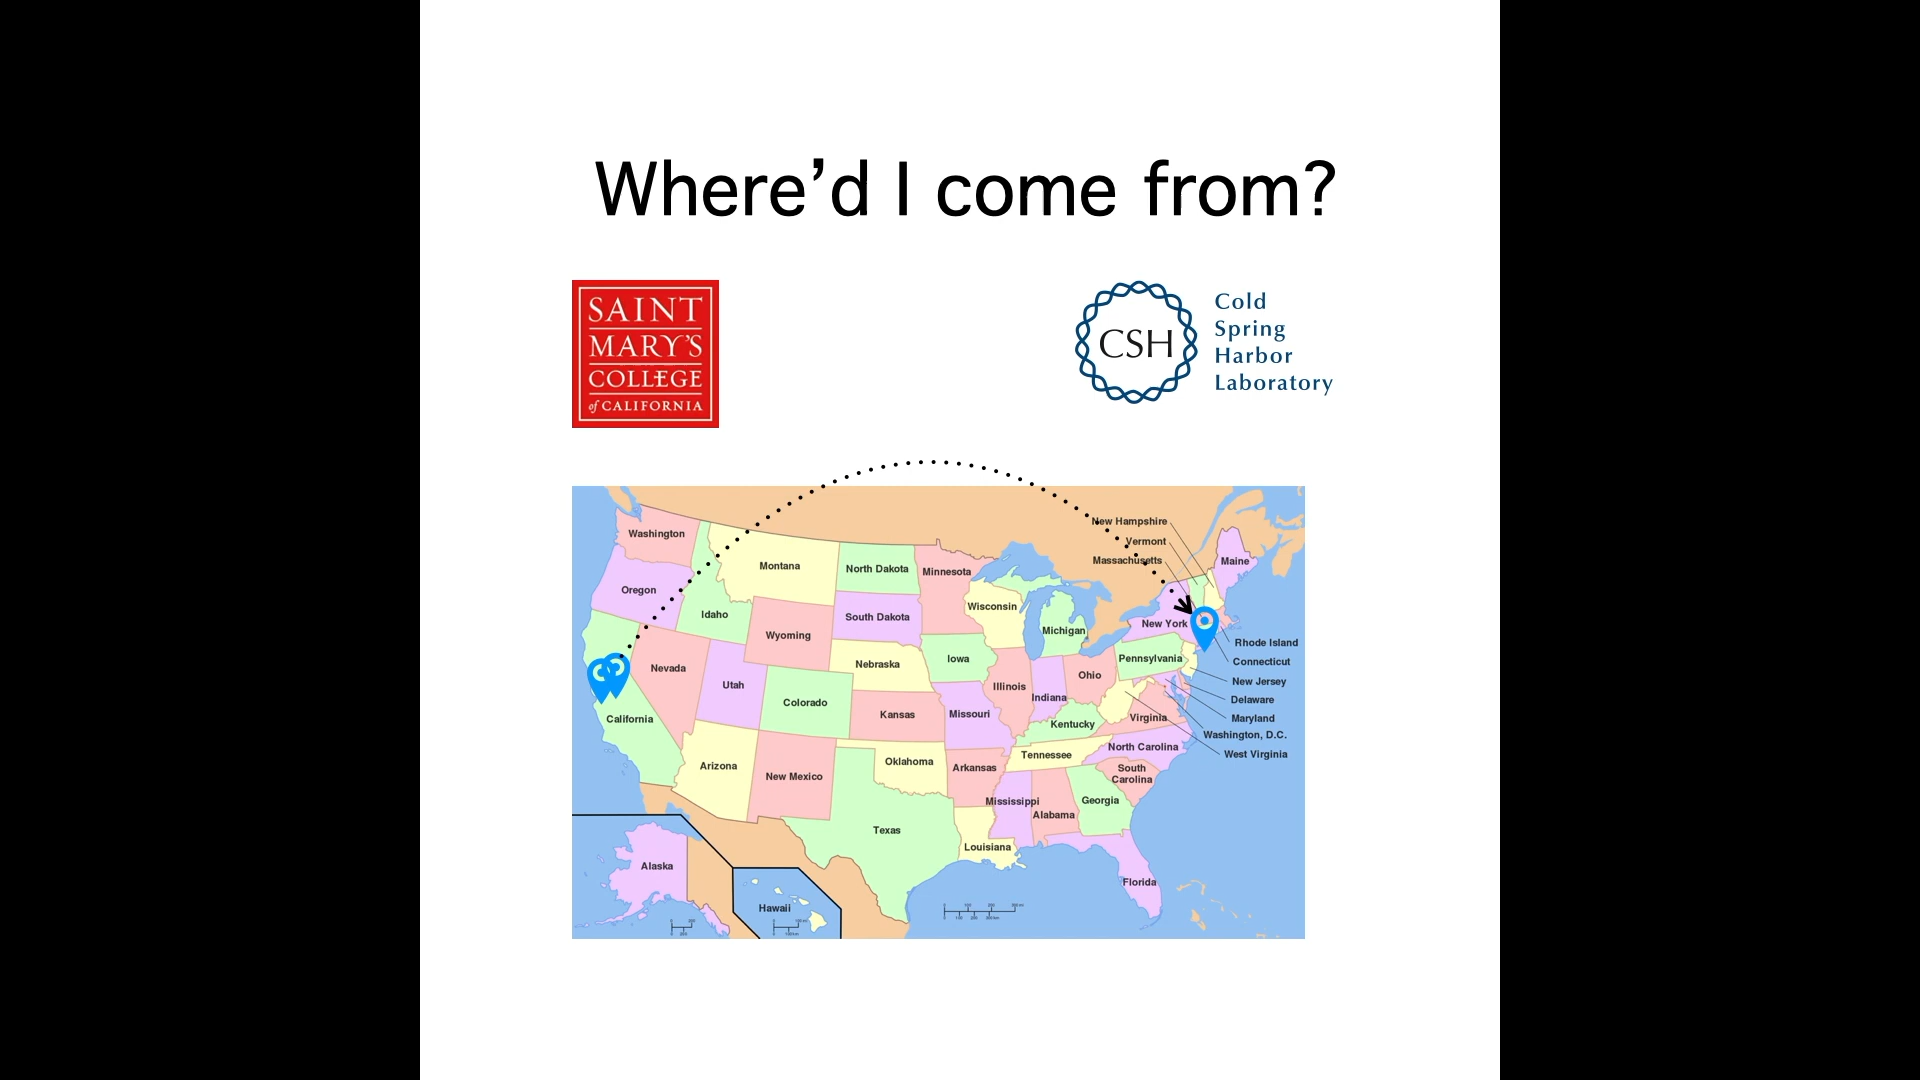 Where’d I come from?
SAINT
MARY'S
COLLEGE
of CALIFORNIA
CSH
Cold
Spring
Harbor
Laboratory
New Hampshire
Vermont
Massachusetts
Washington
Montana
North Dakota
Minnesota
Maine
Oregon
Idaho
Wyoming
South Dakota
Wisconsin
Michigan
New York
Rhode Island
Connecticut
Nevada
Utah
Nebraska
Iowa
Pennsylvania
New Jersey
Delaware
California
Colorado
Kansas
Missouri
Illinois
Indiana
Ohio
Kentucky
Virginia
Maryland
Washington, D.C.
West Virginia
Arizona
New Mexico
Oklahoma
Arkansas
Tennessee
North Carolina
South
Carolina
Mississippi
Alabama
Georgia
Texas
Louisiana
Florida
Alaska
Hawaii